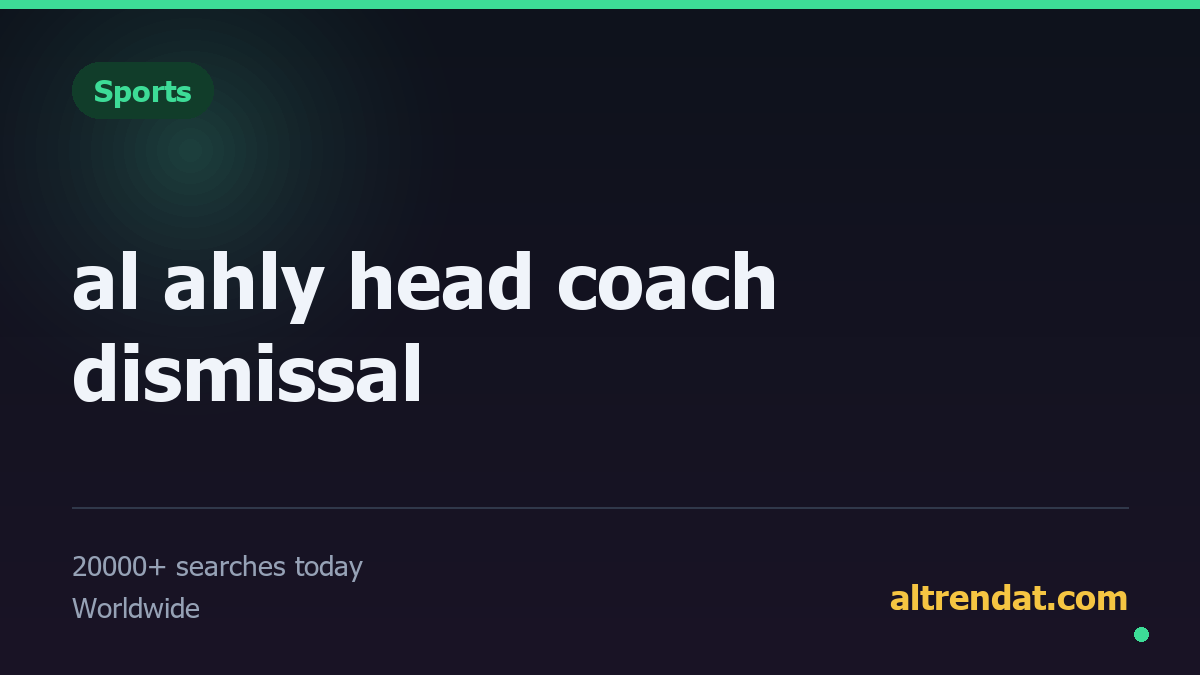 Sports
al ahly head coach
dismissal
20000+ searches today
Worldwide
altrendat.com